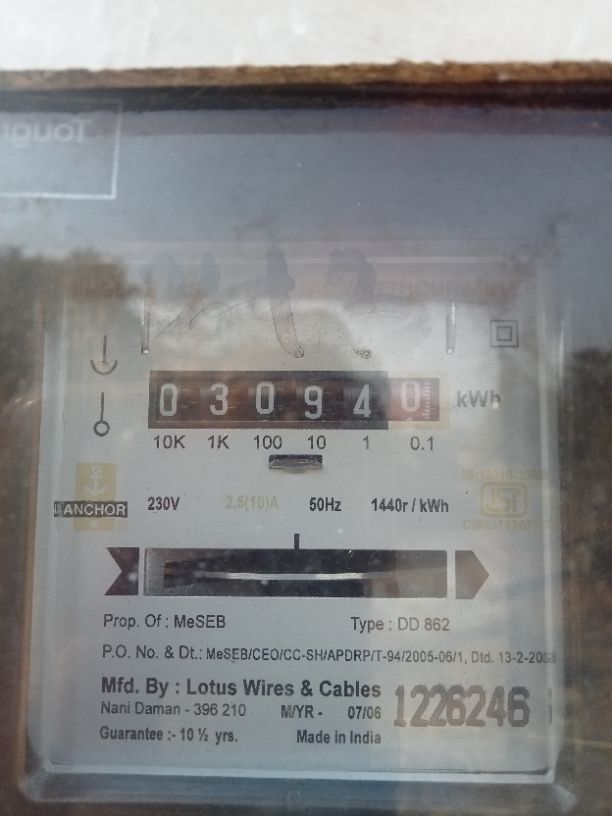 kWh
0 3 0 9 4 0
10K 1K 100 10 1 0.1
ANCHOR
230V 2,5(10)A 50Hz 1440r / kWh
Prop. Of : MeSEB Type : DD 862
P.O. No. & Dt.: MeSEB/CEO/CC-SH/APDRP/T-94/2005-06/1, Dtd.
Mfd. By : Lotus Wires & Cables
1226246
Nani Daman - 396 210 M/YR - 07/06
Guarantee :- 10 ½ yrs. Made in India